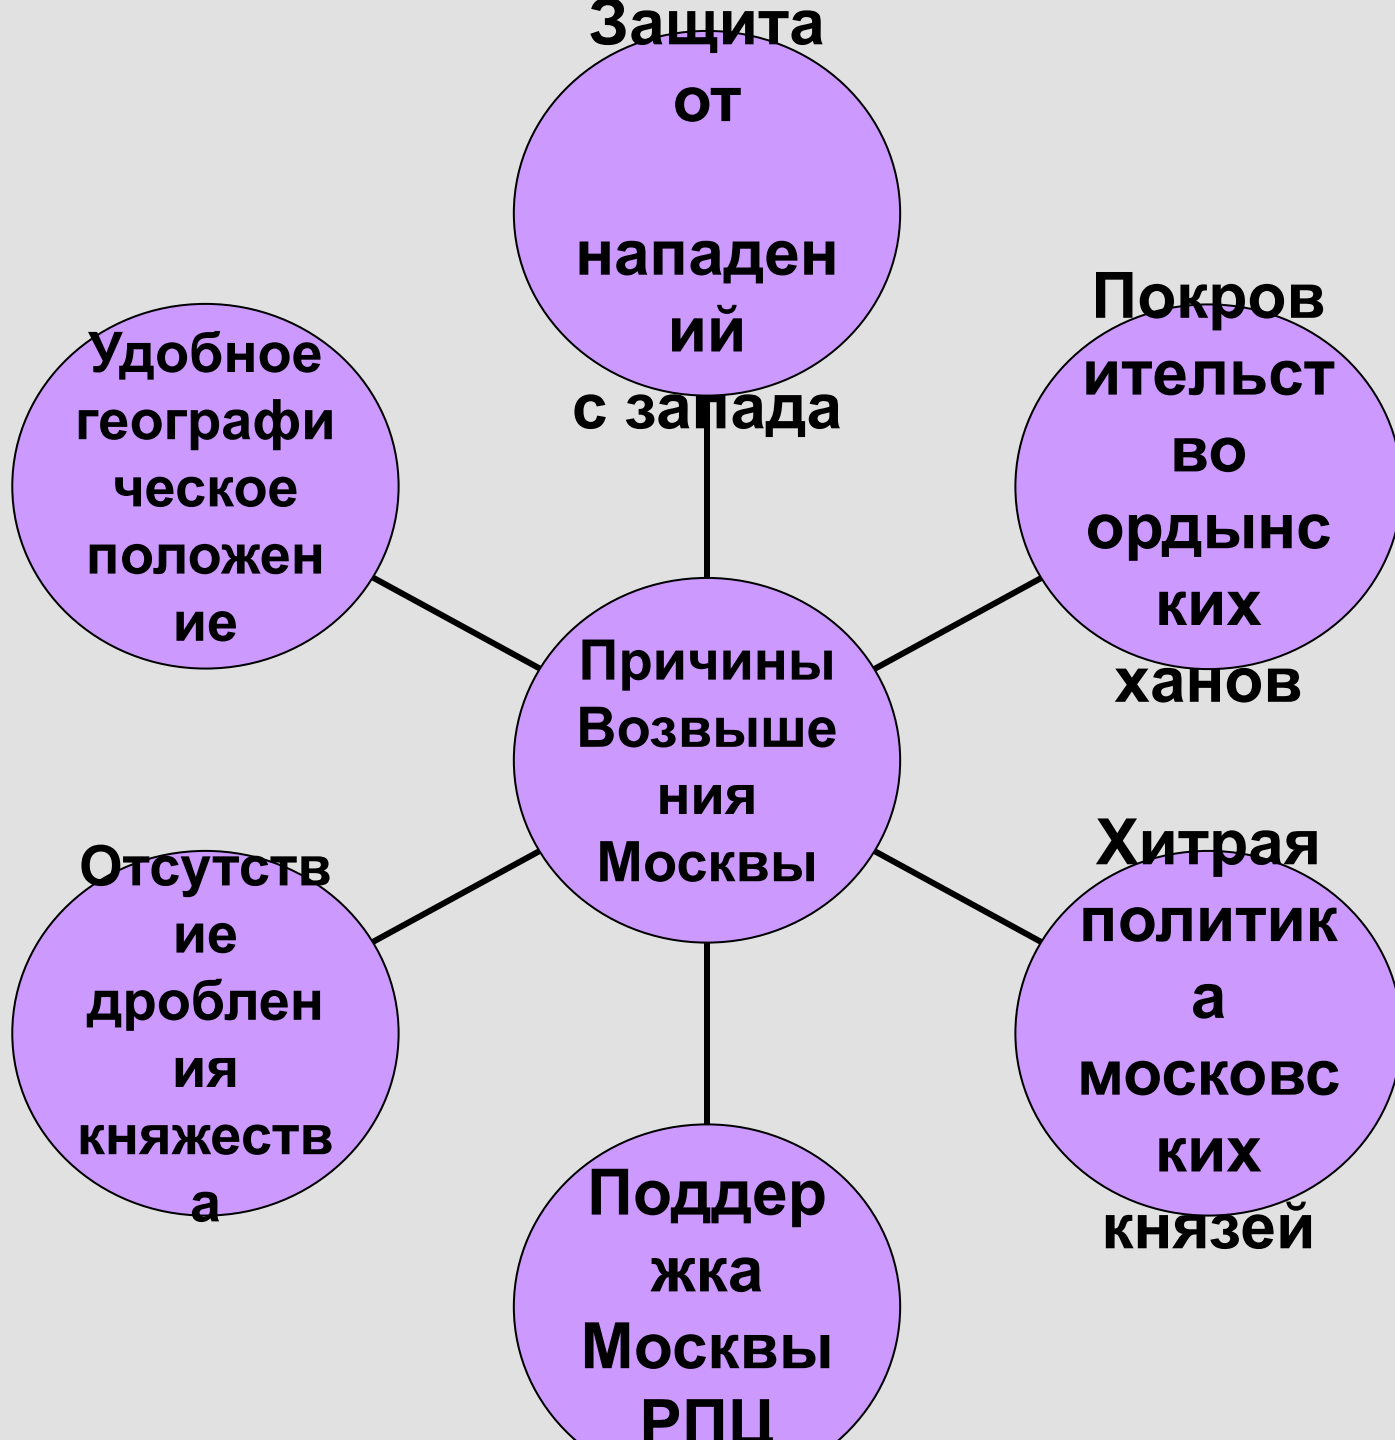 Защита
от
нападен
ий
с запада
Покров
ительст
во
ордынс
ких
ханов
Удобное
географи
ческое
положен
ие
Причины
Возвыше
ния
Москвы
Отсутств
ие
дроблен
ия
княжеств
а
Хитрая
политик
а
московс
ких
князей
Поддер
жка
Москвы
РПЦ